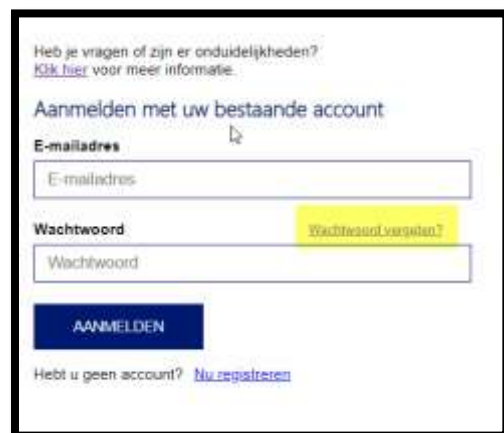 Heb je vragen of zijn er onduidelijkheden?
Klik hier voor meer informatie.
Aanmelden met uw bestaande account
E-mailadres
E-mailadres
Wachtwoord Wachtwoord vergeten?
Wachtwoord
AANMELDEN
Hebt u geen account? Nu registreren